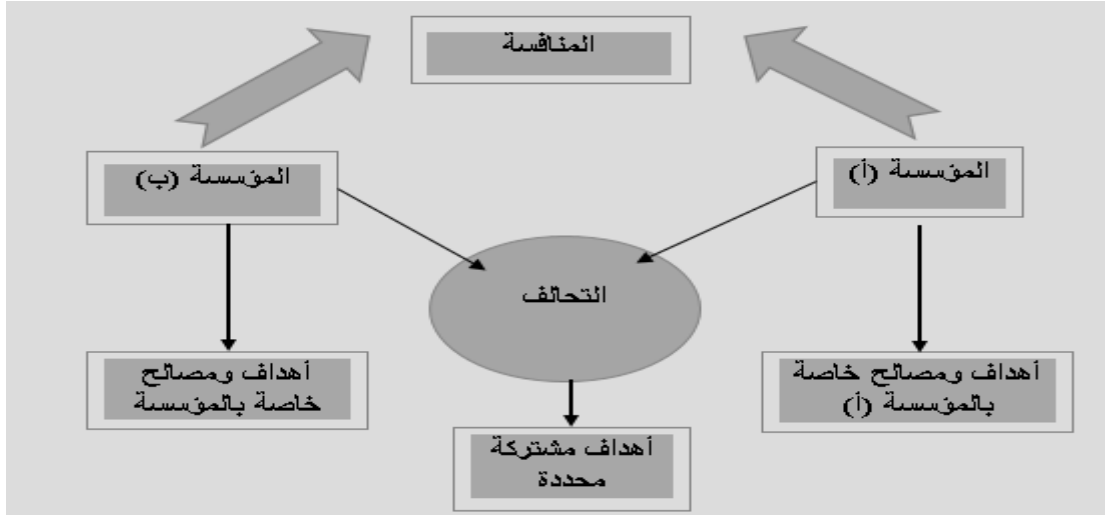 المنافسة
المؤسسة (أ)
المؤسسة (ب)
التحالف
أهداف ومصالح خاصة
بالمؤسسة (أ)
أهداف ومصالح
خاصة بالمؤسسة
أهداف مشتركة
محددة